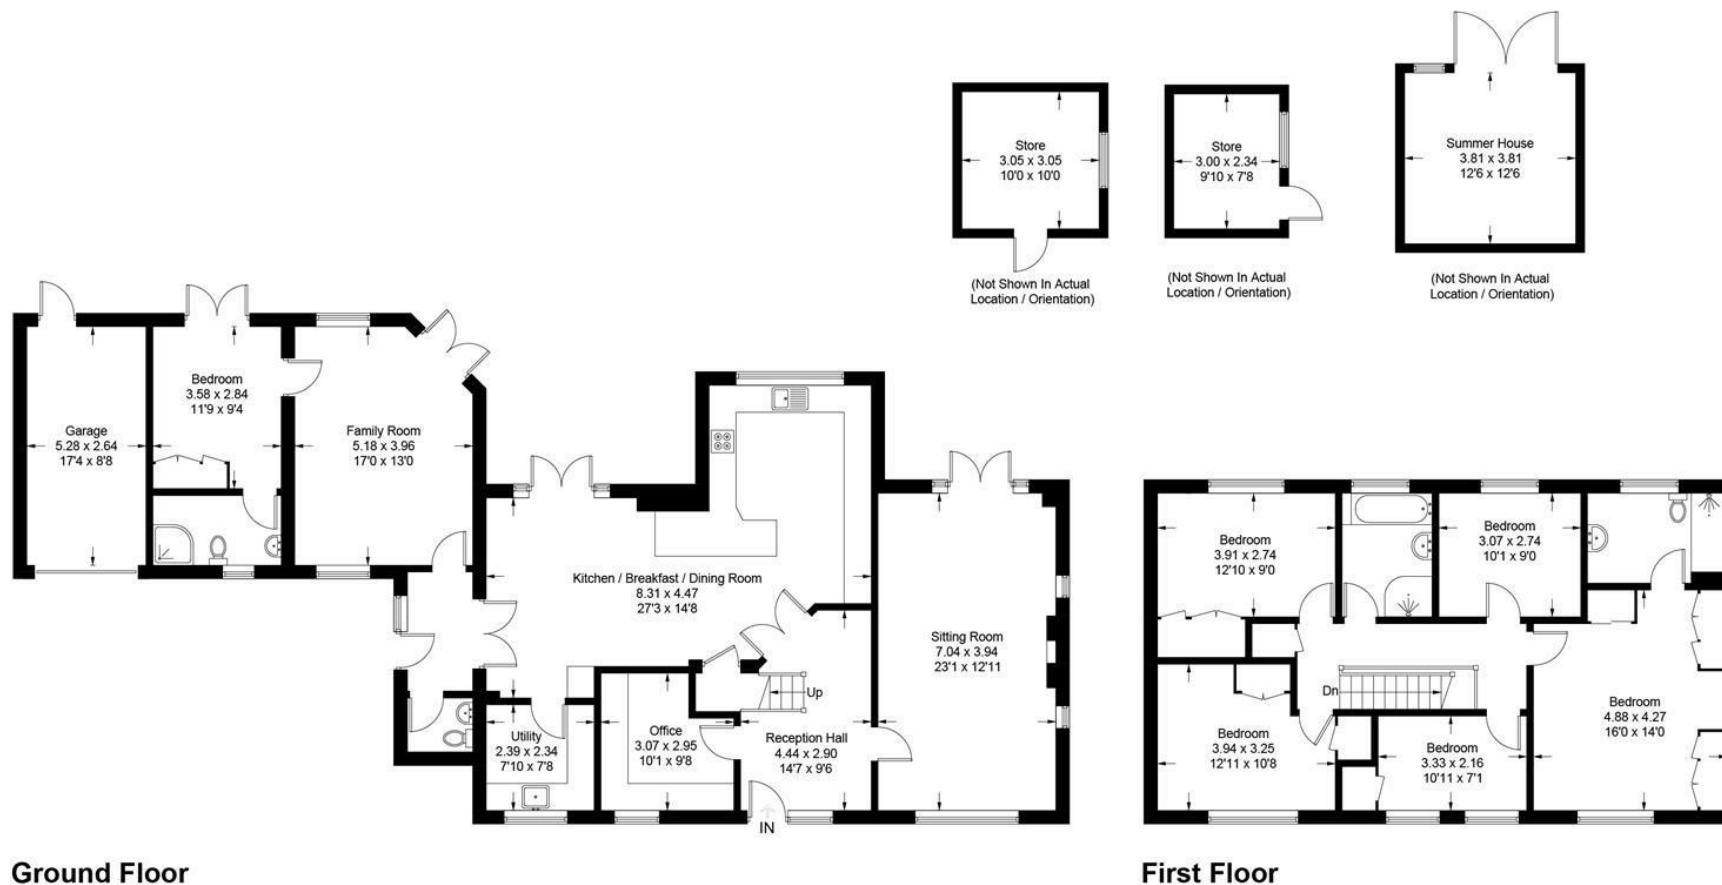 Store
3.05 x 3.05
10'0 x 10'0
(Not Shown In Actual
Location / Orientation)
Store
3.00 x 2.34
9'10 x 7'8
(Not Shown In Actual
Location / Orientation)
Summer House
3.81 x 3.81
12'6 x 12'6
(Not Shown In Actual
Location / Orientation)
Garage
5.28 x 2.64
17'4 x 8'8
Bedroom
3.58 x 2.84
11'9 x 9'4
Family Room
5.18 x 3.96
17'0 x 13'0
Kitchen / Breakfast / Dining Room
8.31 x 4.47
27'3 x 14'8
Sitting Room
7.04 x 3.94
23'1 x 12'11
Up
Utility
2.39 x 2.34
7'10 x 7'8
Office
3.07 x 2.95
10'1 x 9'8
Reception Hall
4.44 x 2.90
14'7 x 9'6
IN
Ground Floor
Bedroom
3.91 x 2.74
12'10 x 9'0
Bedroom
3.07 x 2.74
10'1 x 9'0
Dn
Bedroom
3.94 x 3.25
12'11 x 10'8
Bedroom
3.33 x 2.16
10'11 x 7'1
Bedroom
4.88 x 4.27
16'0 x 14'0
First Floor